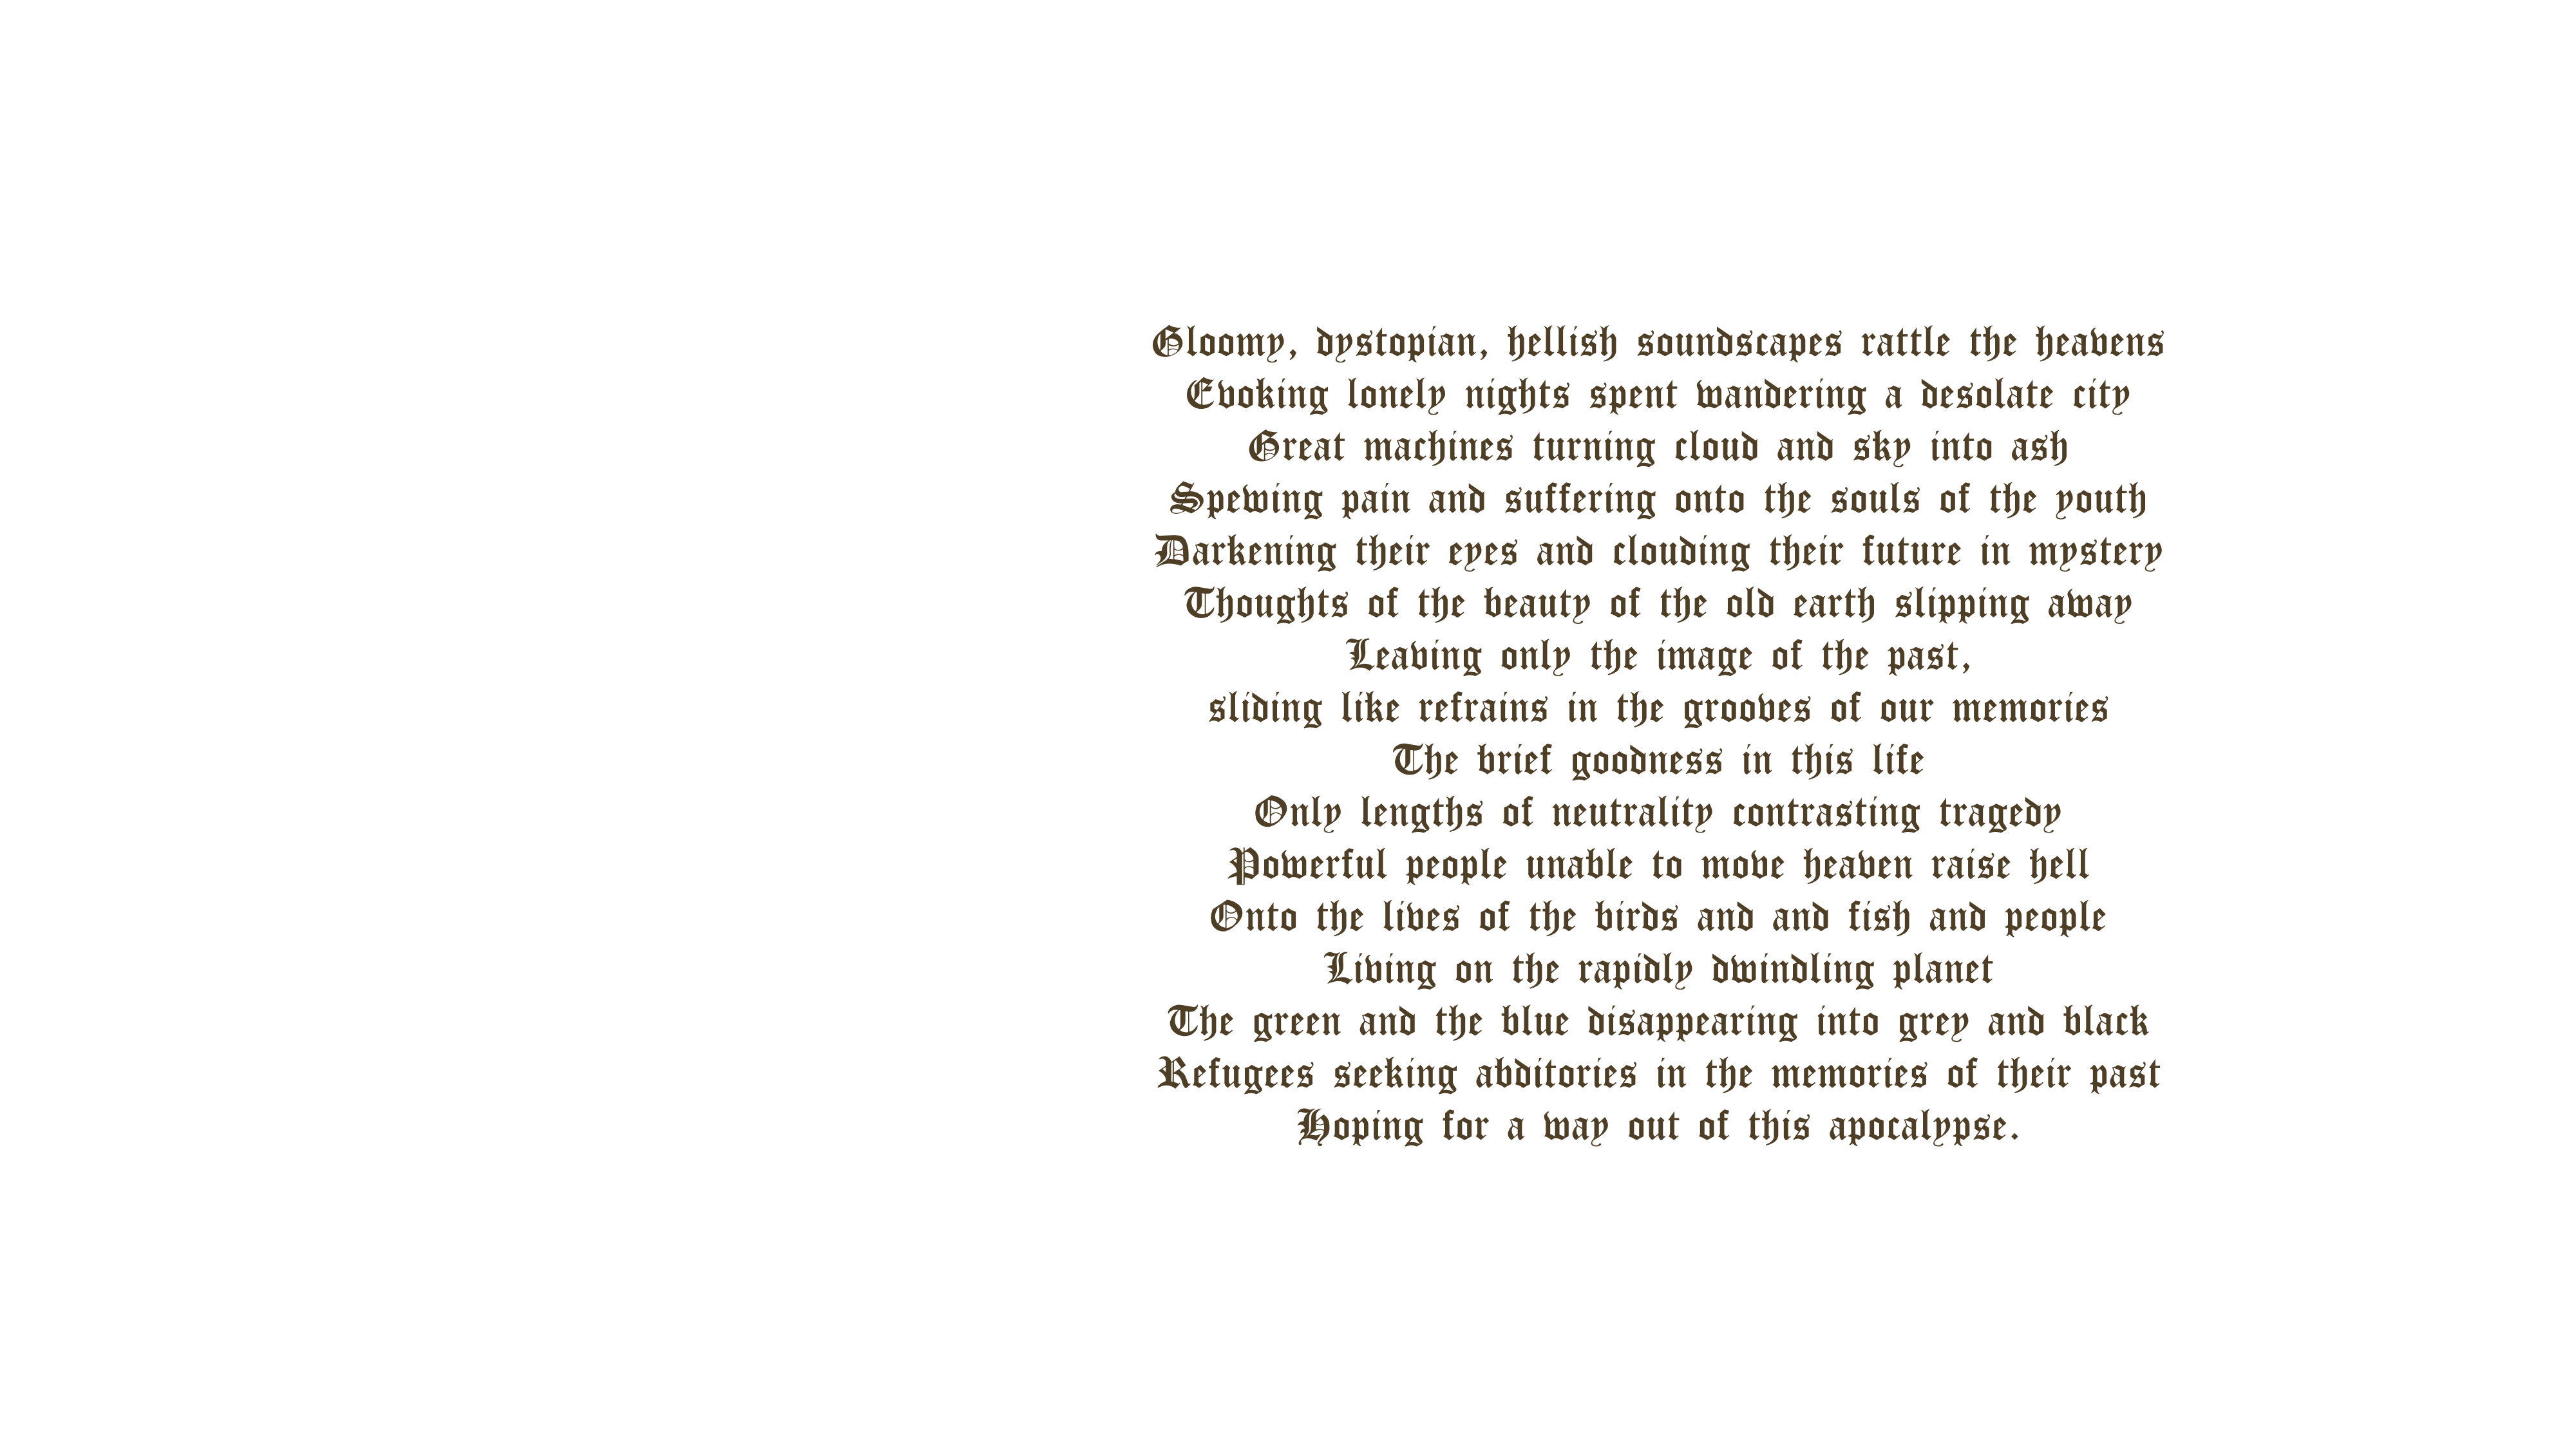 Gloomy, dystopian, hellish soundscapes rattle the heavens
Evoking lonely nights spent wandering a desolate city
Great machines turning cloud and sky into ash
Spewing pain and suffering onto the souls of the youth
Darkening their eyes and clouding their future in mystery
Thoughts of the beauty of the old earth slipping away
Leaving only the image of the past,
sliding like refrains in the grooves of our memories
The brief goodness in this life
Only lengths of neutrality contrasting tragedy
Powerful people unable to move heaven raise hell
Onto the lives of the birds and and fish and people
Living on the rapidly dwindling planet
The green and the blue disappearing into grey and black
Refugees seeking abditories in the memories of their past
Hoping for a way out of this apocalypse.